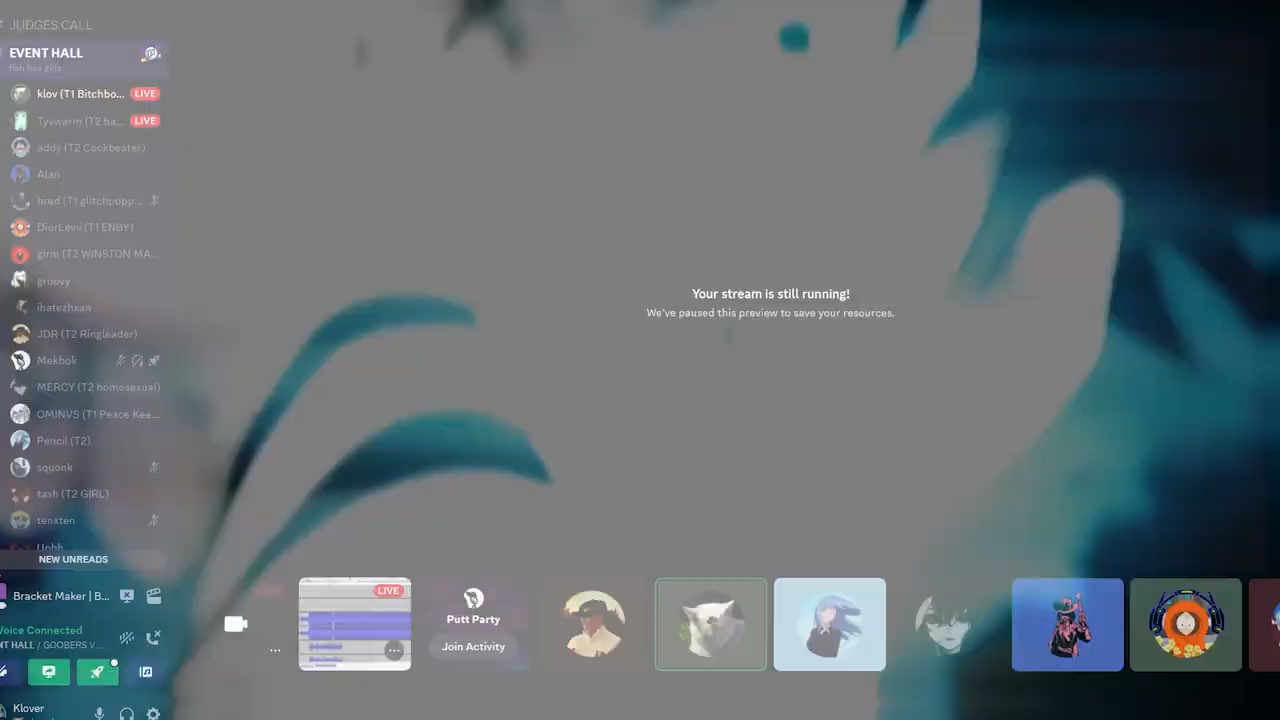 JUDGES CALL
EVENT HALL
fish has gills
klov (T1 Bitchbo... LIVE
Tyswarm (T2 ba... LIVE
addy (T2 Cockbeater)
Alan
bred (T1 glitchpopp...
DiorLevi (T1 ENBY)
girm (T2 WINSTON MA...
groovy
ihatezhxan
JDR (T2 Ringleader)
Mekbok
MERCY (T2 homosexual)
OMINVS (T1 Peace Kee...
Pencil (T2)
squonk
tash (T2 GIRL)
tenxten
NEW UNREADS
Bracket Maker | B...
Voice Connected
NT HALL / GOOBERS V...
Klover
Your stream is still running!
We've paused this preview to save your resources.
LIVE
Putt Party
Join Activity